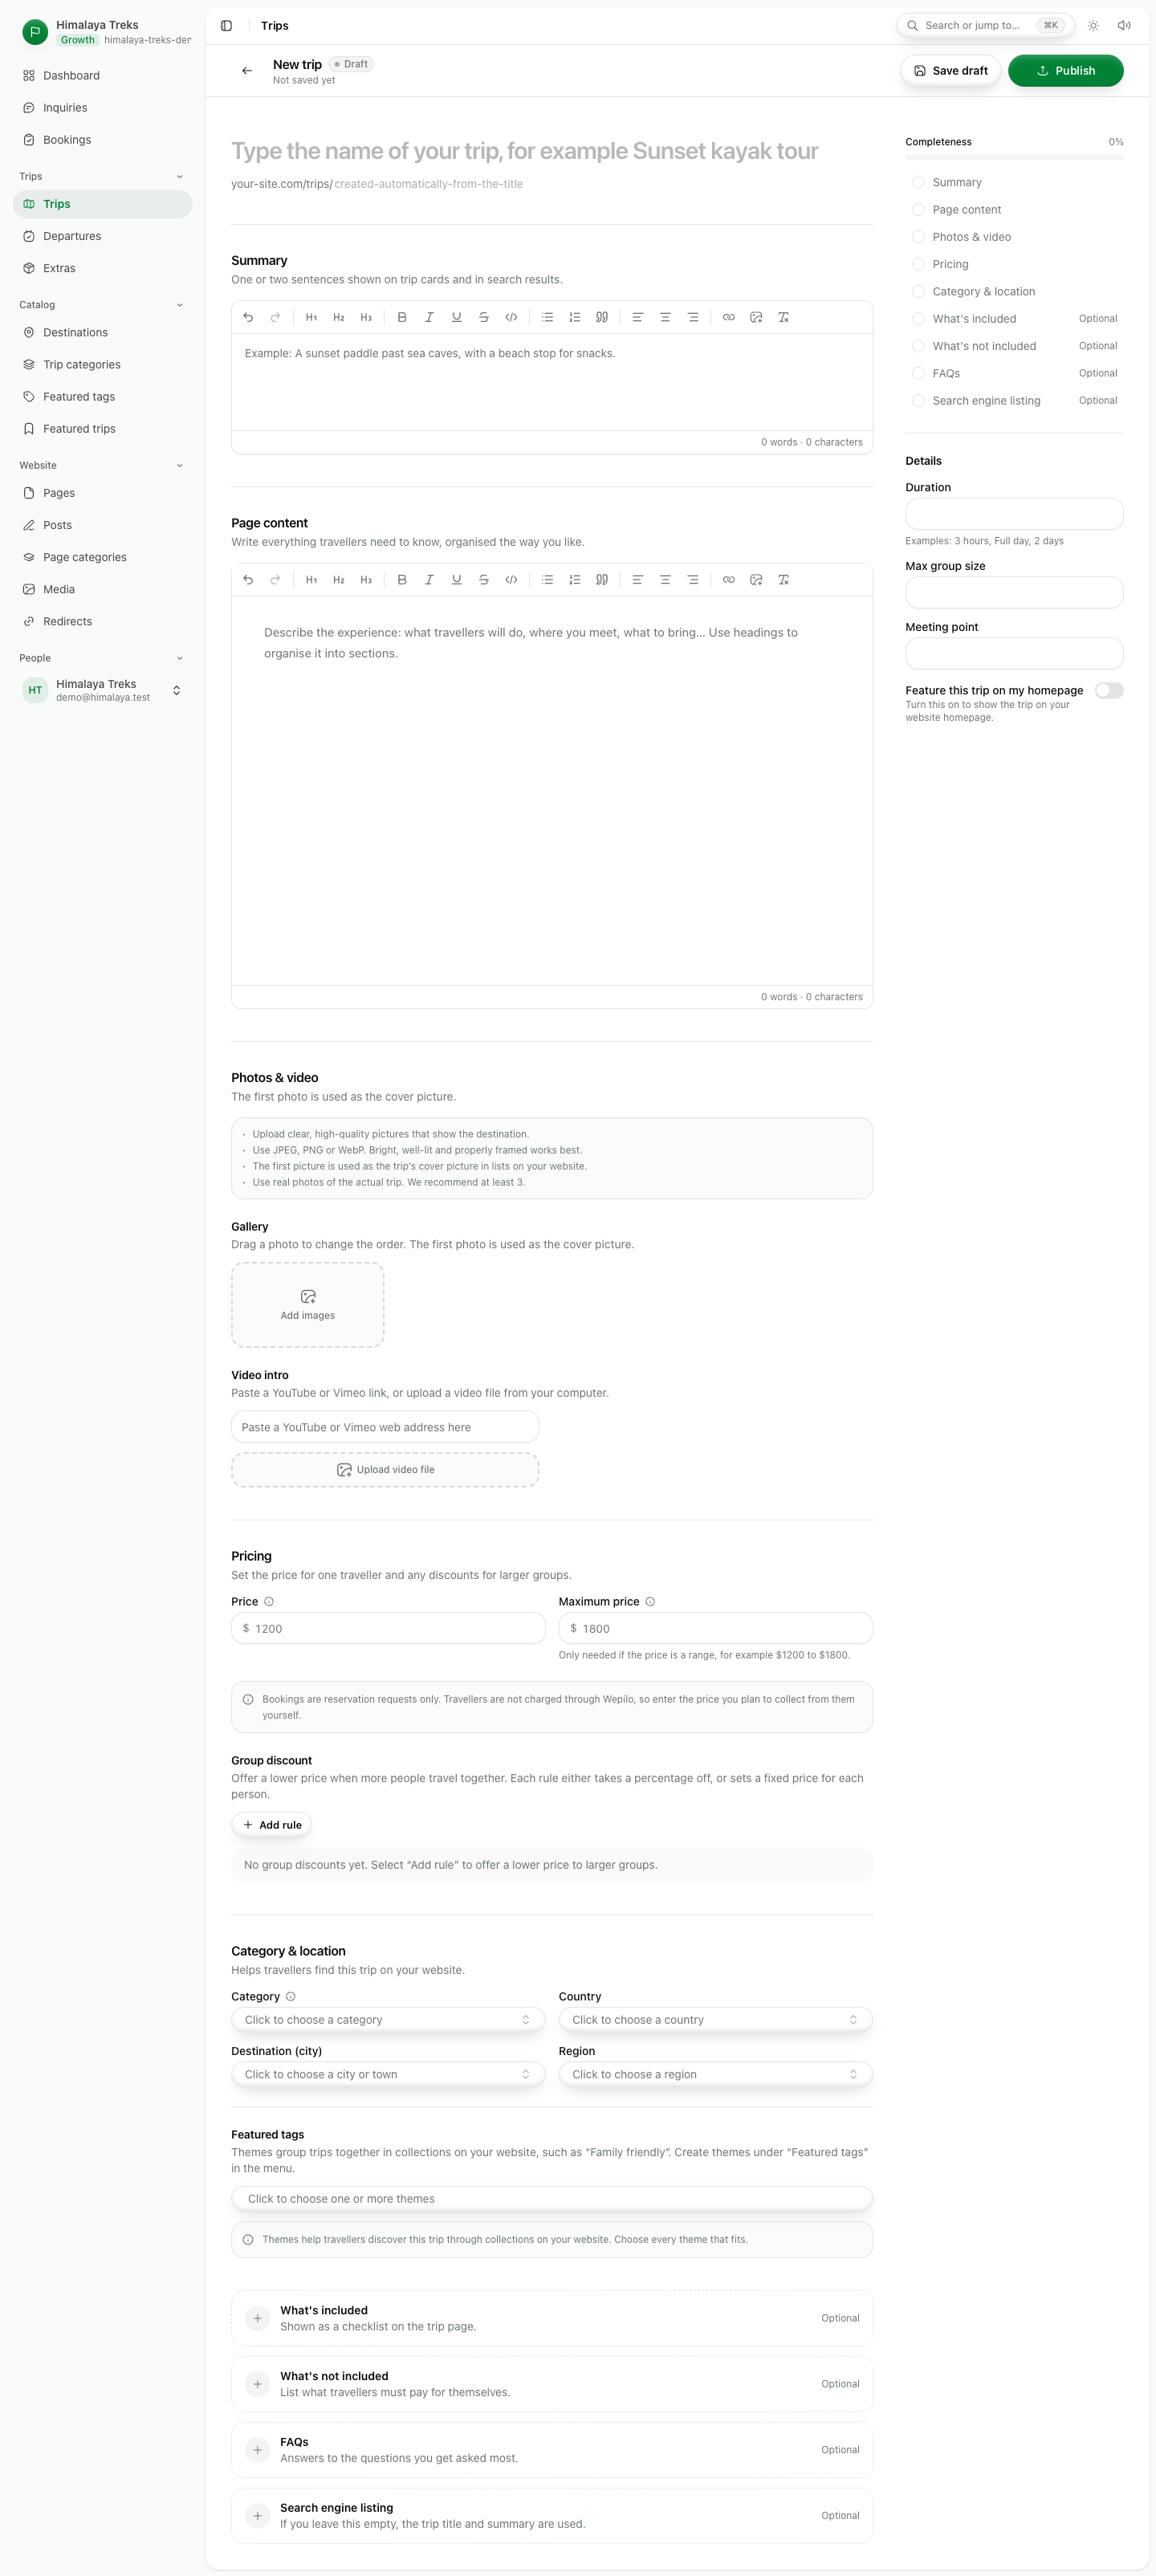 Himalaya Treks
Growth himalaya-treks-der
Dashboard
Inquiries
Bookings
Trips
Trips
Departures
Extras
Catalog
Destinations
Trip categories
Featured tags
Featured trips
Website
Pages
Posts
Page categories
Media
Redirects
People
HT
Himalaya Treks
demo@himalaya.test
Trips
Search or jump to...
⌘K
New trip
Draft
Not saved yet
Save draft
Publish
Type the name of your trip, for example Sunset kayak tour
your-site.com/trips/created-automatically-from-the-title
Summary
One or two sentences shown on trip cards and in search results.
H1 H2 H3 B I U S </>
Example: A sunset paddle past sea caves, with a beach stop for snacks.
0 words · 0 characters
Page content
Write everything travellers need to know, organised the way you like.
H1 H2 H3 B I U S </>
Describe the experience: what travellers will do, where you meet, what to bring... Use headings to
organise it into sections.
0 words · 0 characters
Photos & video
The first photo is used as the cover picture.
• Upload clear, high-quality pictures that show the destination.
• Use JPEG, PNG or WebP. Bright, well-lit and properly framed works best.
• The first picture is used as the trip's cover picture in lists on your website.
• Use real photos of the actual trip. We recommend at least 3.
Gallery
Drag a photo to change the order. The first photo is used as the cover picture.
Add images
Video intro
Paste a YouTube or Vimeo link, or upload a video file from your computer.
Paste a YouTube or Vimeo web address here
Upload video file
Pricing
Set the price for one traveller and any discounts for larger groups.
Price
$ 1200
Maximum price
$ 1800
Only needed if the price is a range, for example $1200 to $1800.
Bookings are reservation requests only. Travellers are not charged through Wepilo, so enter the price you plan to collect from them
yourself.
Group discount
Offer a lower price when more people travel together. Each rule either takes a percentage off, or sets a fixed price for each
person.
Add rule
No group discounts yet. Select "Add rule" to offer a lower price to larger groups.
Category & location
Helps travellers find this trip on your website.
Category
Click to choose a category
Country
Click to choose a country
Destination (city)
Click to choose a city or town
Region
Click to choose a region
Featured tags
Themes group trips together in collections on your website, such as "Family friendly". Create themes under "Featured tags"
in the menu.
Click to choose one or more themes
Themes help travellers discover this trip through collections on your website. Choose every theme that fits.
What's included
Shown as a checklist on the trip page.
Optional
What's not included
List what travellers must pay for themselves.
Optional
FAQs
Answers to the questions you get asked most.
Optional
Search engine listing
If you leave this empty, the trip title and summary are used.
Optional
Completeness 0%
Summary
Page content
Photos & video
Pricing
Category & location
What's included Optional
What's not included Optional
FAQs Optional
Search engine listing Optional
Details
Duration
Examples: 3 hours, Full day, 2 days
Max group size
Meeting point
Feature this trip on my homepage
Turn this on to show the trip on your
website homepage.